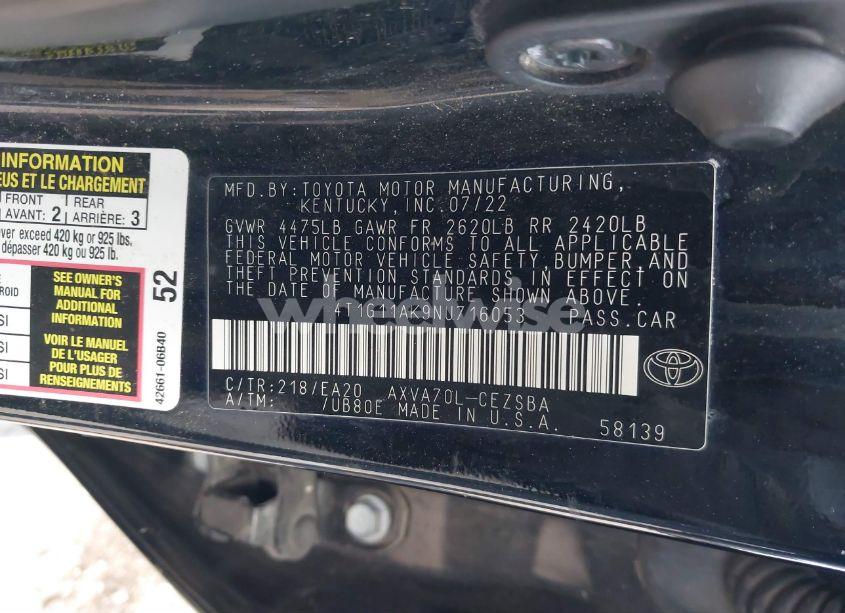 INFORMATION
EUS ET LE CHARGEMENT
FRONT
AVANT: 2
REAR
ARRIÈRE: 3
ver exceed 420 kg or 925 lbs.
dépasser 420 kg ou 925 lb.
SEE OWNER'S
MANUAL FOR
ADDITIONAL
INFORMATION
VOIR LE MANUEL
DE L'USAGER
POUR PLUS DE
RENSEIGNEMENTS
52
42661-06B40
MFD. BY: TOYOTA MOTOR MANUFACTURING,
KENTUCKY, INC. 07/22
GVWR 4475LB GAWR FR 2620LB RR 2420LB
THIS VEHICLE CONFORMS TO ALL APPLICABLE
FEDERAL MOTOR VEHICLE SAFETY, BUMPER, AND
THEFT PREVENTION STANDARDS IN EFFECT ON
THE DATE OF MANUFACTURE SHOWN ABOVE.
4T1G11AK9NU716053 PASS.CAR
C/TR:218/EA20 AXVA70L-CEZSBA
A/TM: /UB80E MADE IN U.S.A.
58139
wheelwise